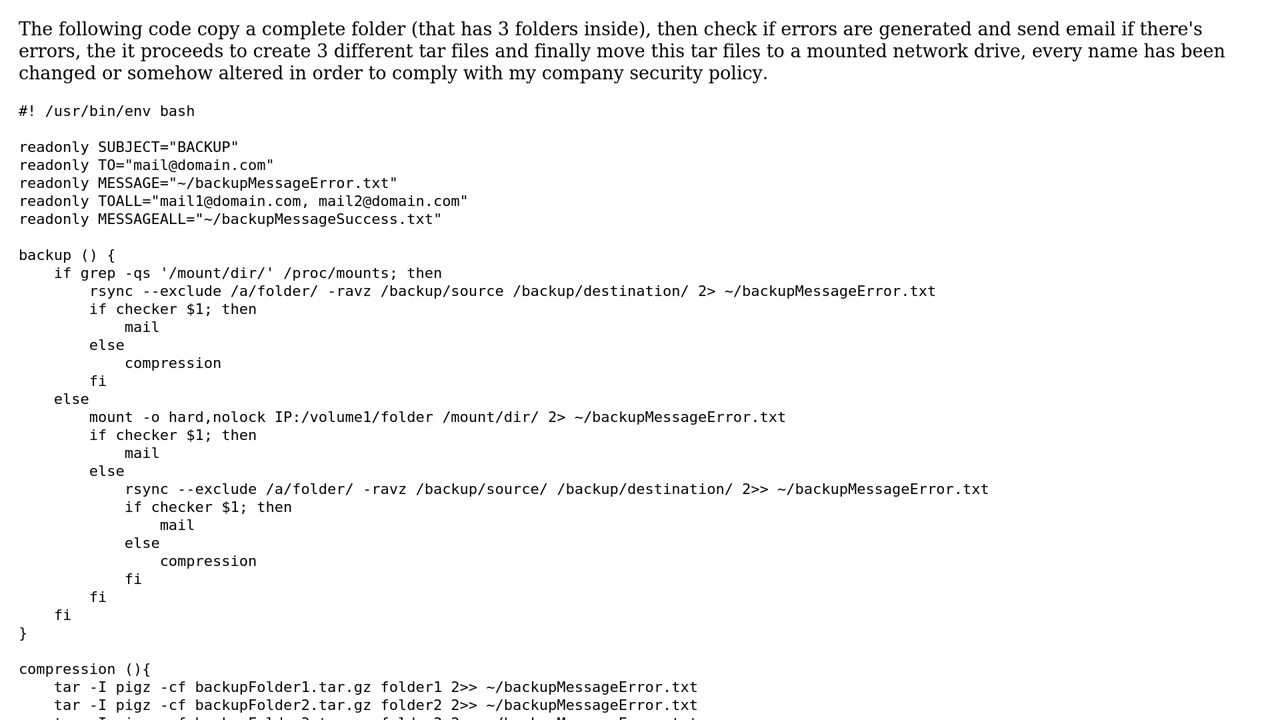 The following code copy a complete folder (that has 3 folders inside), then check if errors are generated and send email if there's
errors, the it proceeds to create 3 different tar files and finally move this tar files to a mounted network drive, every name has been
changed or somehow altered in order to comply with my company security policy.
#! /usr/bin/env bash
readonly SUBJECT="BACKUP"
readonly TO="mail@domain.com"
readonly MESSAGE="~/backupMessageError.txt"
readonly TOALL="mail1@domain.com, mail2@domain.com"
readonly MESSAGEALL="~/backupMessageSuccess.txt"
backup () {
    if grep -qs '/mount/dir/' /proc/mounts; then
        rsync --exclude /a/folder/ -ravz /backup/source /backup/destination/ 2> ~/backupMessageError.txt
        if checker $1; then
            mail
        else
            compression
        fi
    else
        mount -o hard,nolock IP:/volume1/folder /mount/dir/ 2> ~/backupMessageError.txt
        if checker $1; then
            mail
        else
            rsync --exclude /a/folder/ -ravz /backup/source/ /backup/destination/ 2>> ~/backupMessageError.txt
            if checker $1; then
                mail
            else
                compression
            fi
        fi
    fi
}
compression (){
    tar -I pigz -cf backupFolder1.tar.gz folder1 2>> ~/backupMessageError.txt
    tar -I pigz -cf backupFolder2.tar.gz folder2 2>> ~/backupMessageError.txt